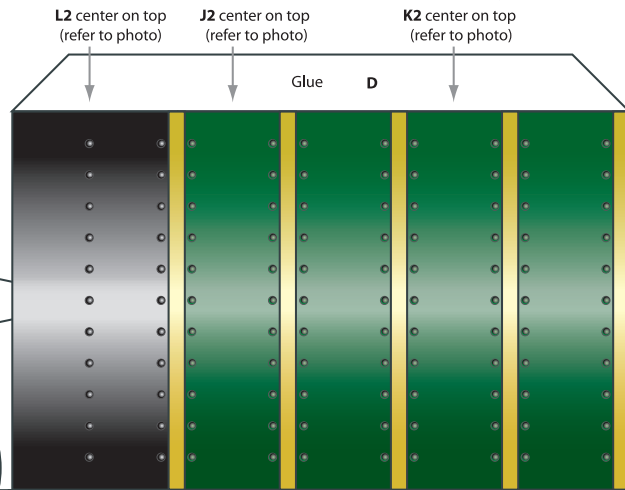 L2 center on top
(refer to photo)
J2 center on top
(refer to photo)
K2 center on top
(refer to photo)
Glue D